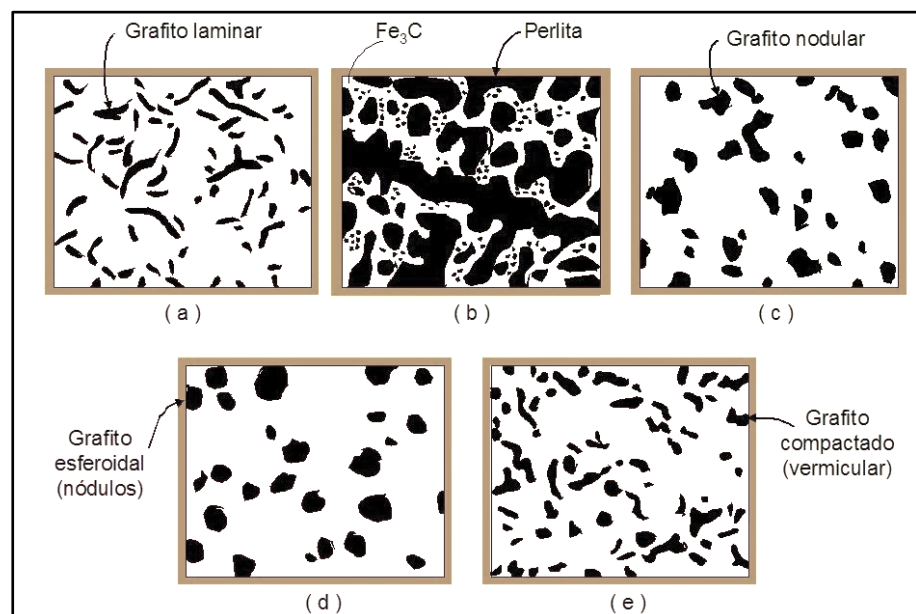 Grafito laminar
Fe₃C
Perlita
Grafito nodular
( a )
( b )
( c )
Grafito
esferoidal
(nódulos)
Grafito
compactado
(vermicular)
( d )
( e )